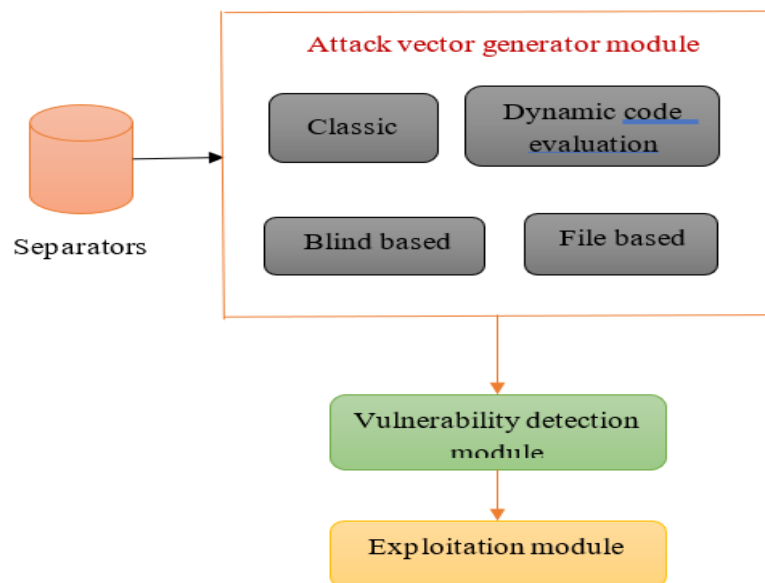 Attack vector generator module
Classic
Dynamic code
evaluation
Separators
Blind based
File based
Vulnerability detection
module
Exploitation module